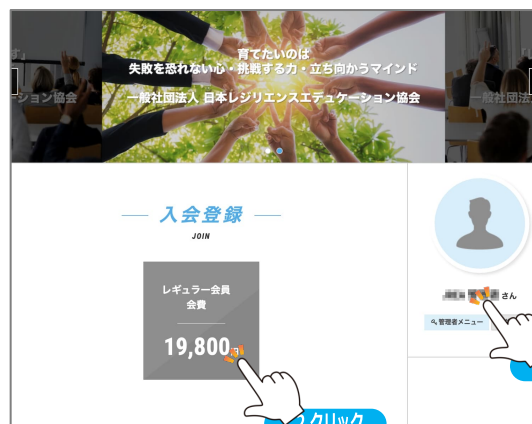 育てたいのは
失敗を恐れない心・挑戦する力・立ち向かうマインド
一般社団法人 日本レジリエンスエデュケーション協会
ション協会
一般社団法
入会登録
JOIN
レギュラー会員
会費
19,800
さん
管理者メニュー
クリック